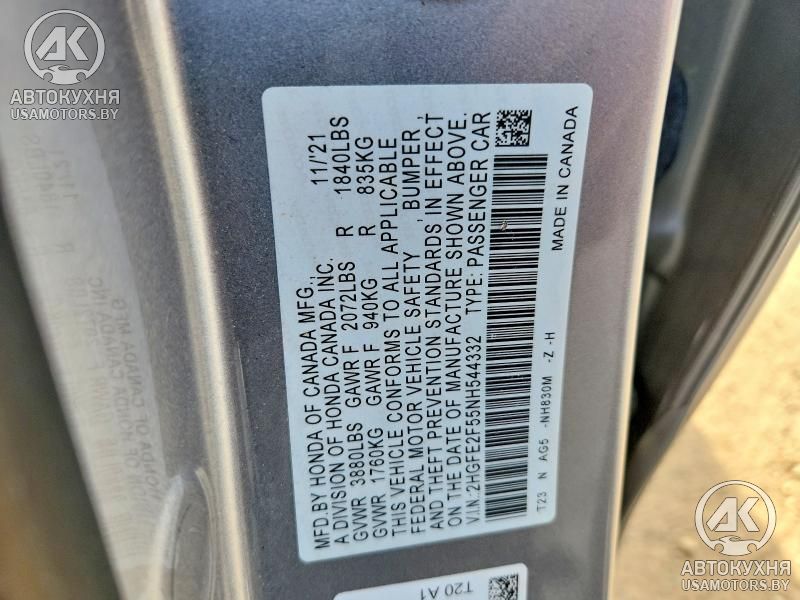 AK
АВТОКУХНЯ
USAMOTORS.BY
MFD.BY HONDA OF CANADA MFG., 11/'21
A DIVISION OF HONDA CANADA INC.
GVWR 3880LBS GAWR F 2072LBS R 1840LBS
GVWR 1760KG GAWR F 940KG R 835KG
THIS VEHICLE CONFORMS TO ALL APPLICABLE
FEDERAL MOTOR VEHICLE SAFETY, BUMPER,
AND THEFT PREVENTION STANDARDS IN EFFECT
ON THE DATE OF MANUFACTURE SHOWN ABOVE.
V.I.N.:2HGFE2F55NH544332 TYPE: PASSENGER CAR
T23 N AG5 -NH830M -Z -H
MADE IN CANADA
T20 A1
AK
АВТОКУХНЯ
USAMOTORS.BY